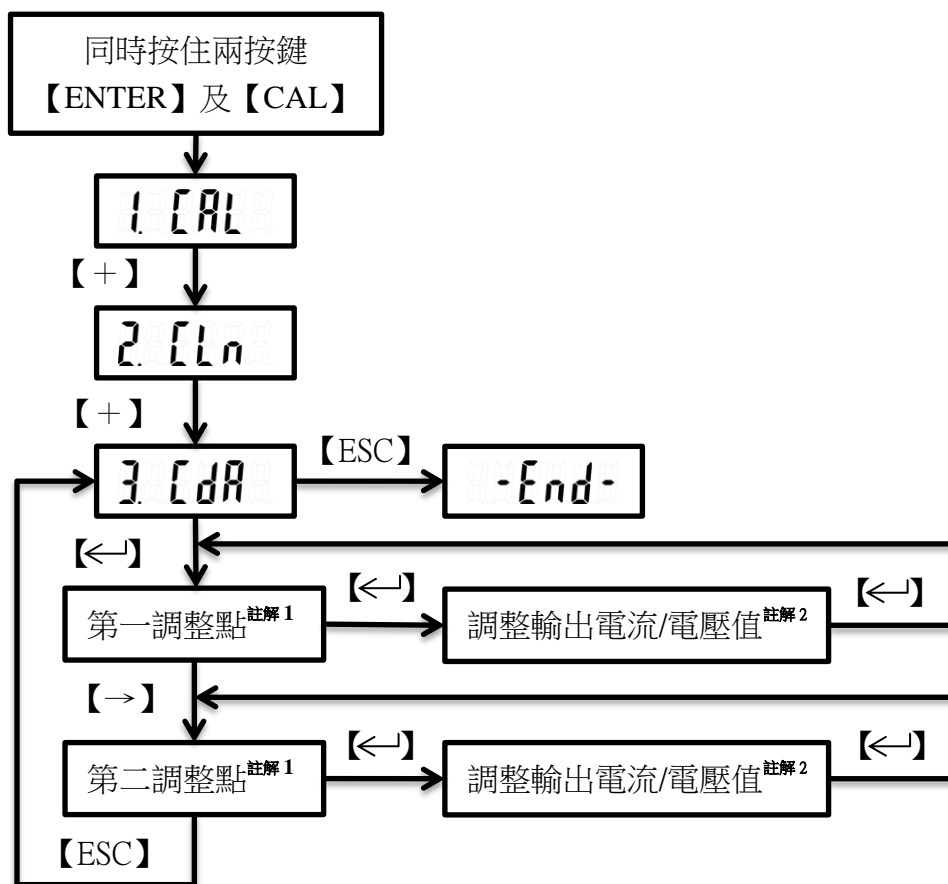 同時按住兩按鍵
【ENTER】及【CAL】
1. CAL
【+】
2. CLn
【+】
3. CdA
【ESC】
-End-
【←┘】
第一調整點註解1
【←┘】
調整輸出電流/電壓值註解2
【←┘】
【→】
第二調整點註解1
【←┘】
調整輸出電流/電壓值註解2
【←┘】
【ESC】